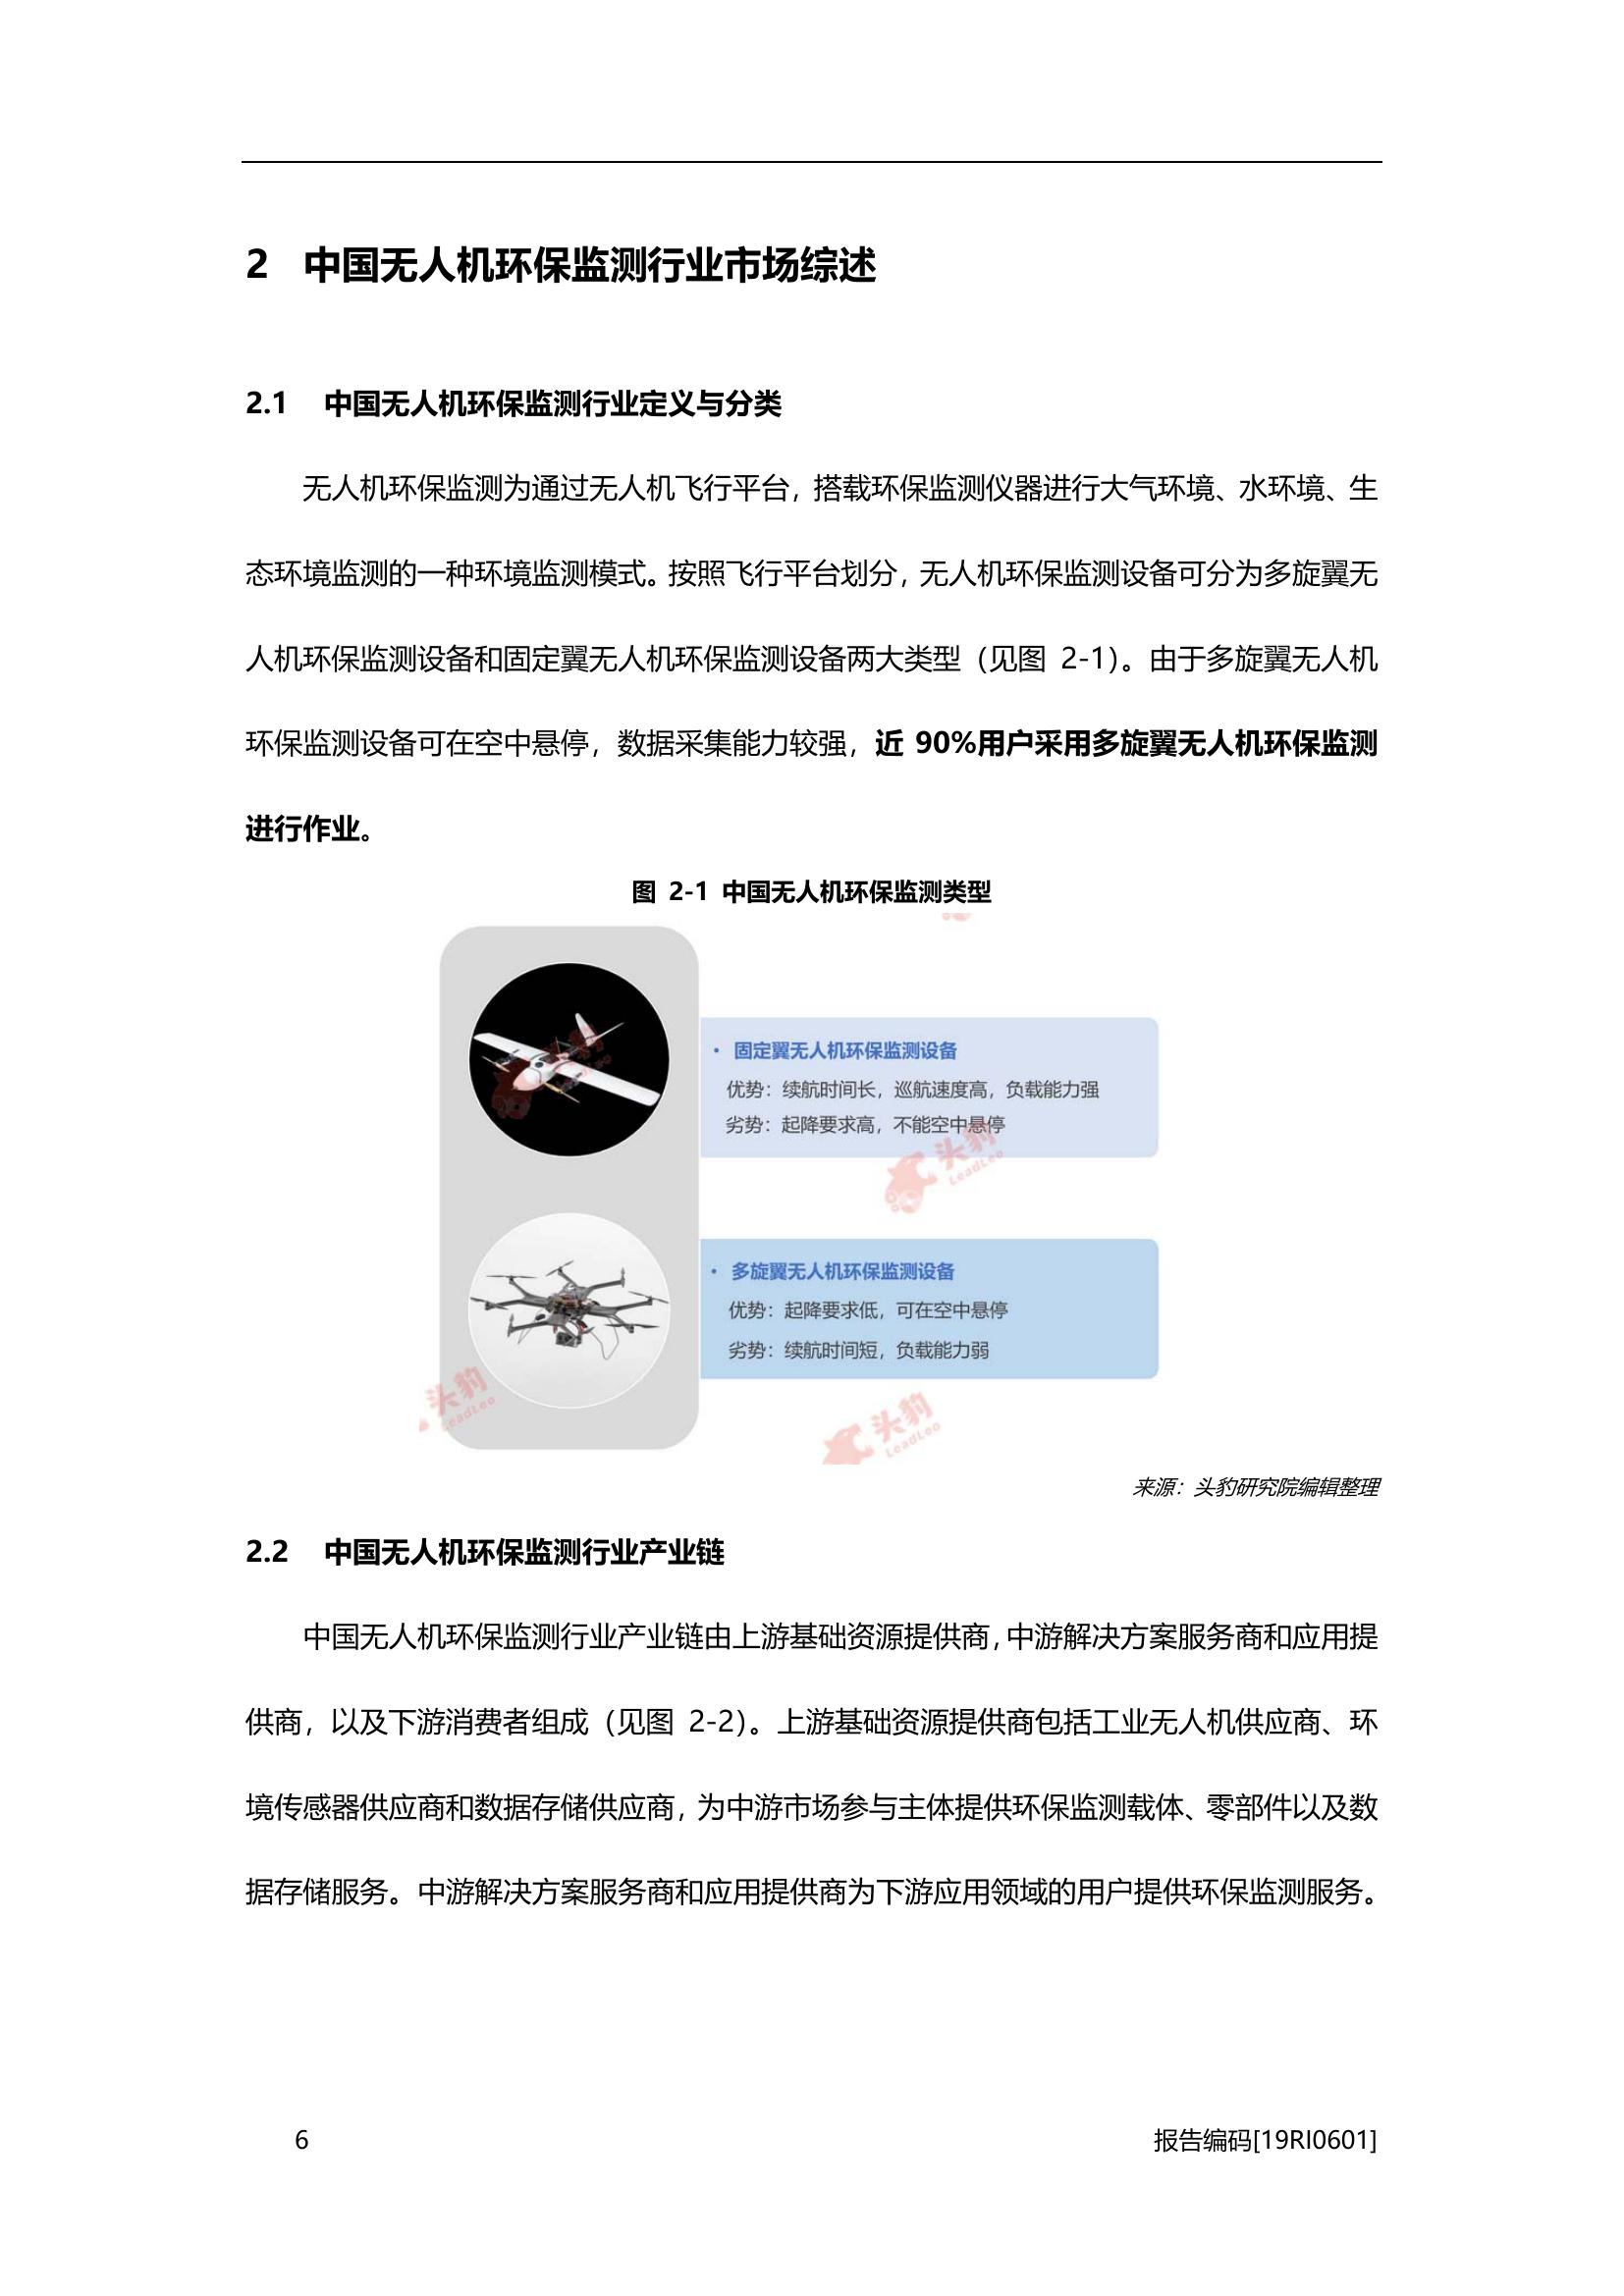 2 中国无人机环保监测行业市场综述
2.1 中国无人机环保监测行业定义与分类
无人机环保监测为通过无人机飞行平台，搭载环保监测仪器进行大气环境、水环境、生
态环境监测的一种环境监测模式。按照飞行平台划分，无人机环保监测设备可分为多旋翼无
人机环保监测设备和固定翼无人机环保监测设备两大类型（见图 2-1）。由于多旋翼无人机
环保监测设备可在空中悬停，数据采集能力较强，近 90%用户采用多旋翼无人机环保监测
进行作业。
图 2-1 中国无人机环保监测类型
• 固定翼无人机环保监测设备
优势：续航时间长，巡航速度高，负载能力强
劣势：起降要求高，不能空中悬停
头豹
LeadLeo
• 多旋翼无人机环保监测设备
优势：起降要求低，可在空中悬停
劣势：续航时间短，负载能力弱
头豹
LeadLeo
头豹
LeadLeo
来源：头豹研究院编辑整理
2.2 中国无人机环保监测行业产业链
中国无人机环保监测行业产业链由上游基础资源提供商，中游解决方案服务商和应用提
供商，以及下游消费者组成（见图 2-2）。上游基础资源提供商包括工业无人机供应商、环
境传感器供应商和数据存储供应商，为中游市场参与主体提供环保监测载体、零部件以及数
据存储服务。中游解决方案服务商和应用提供商为下游应用领域的用户提供环保监测服务。
6
报告编码[19RI0601]